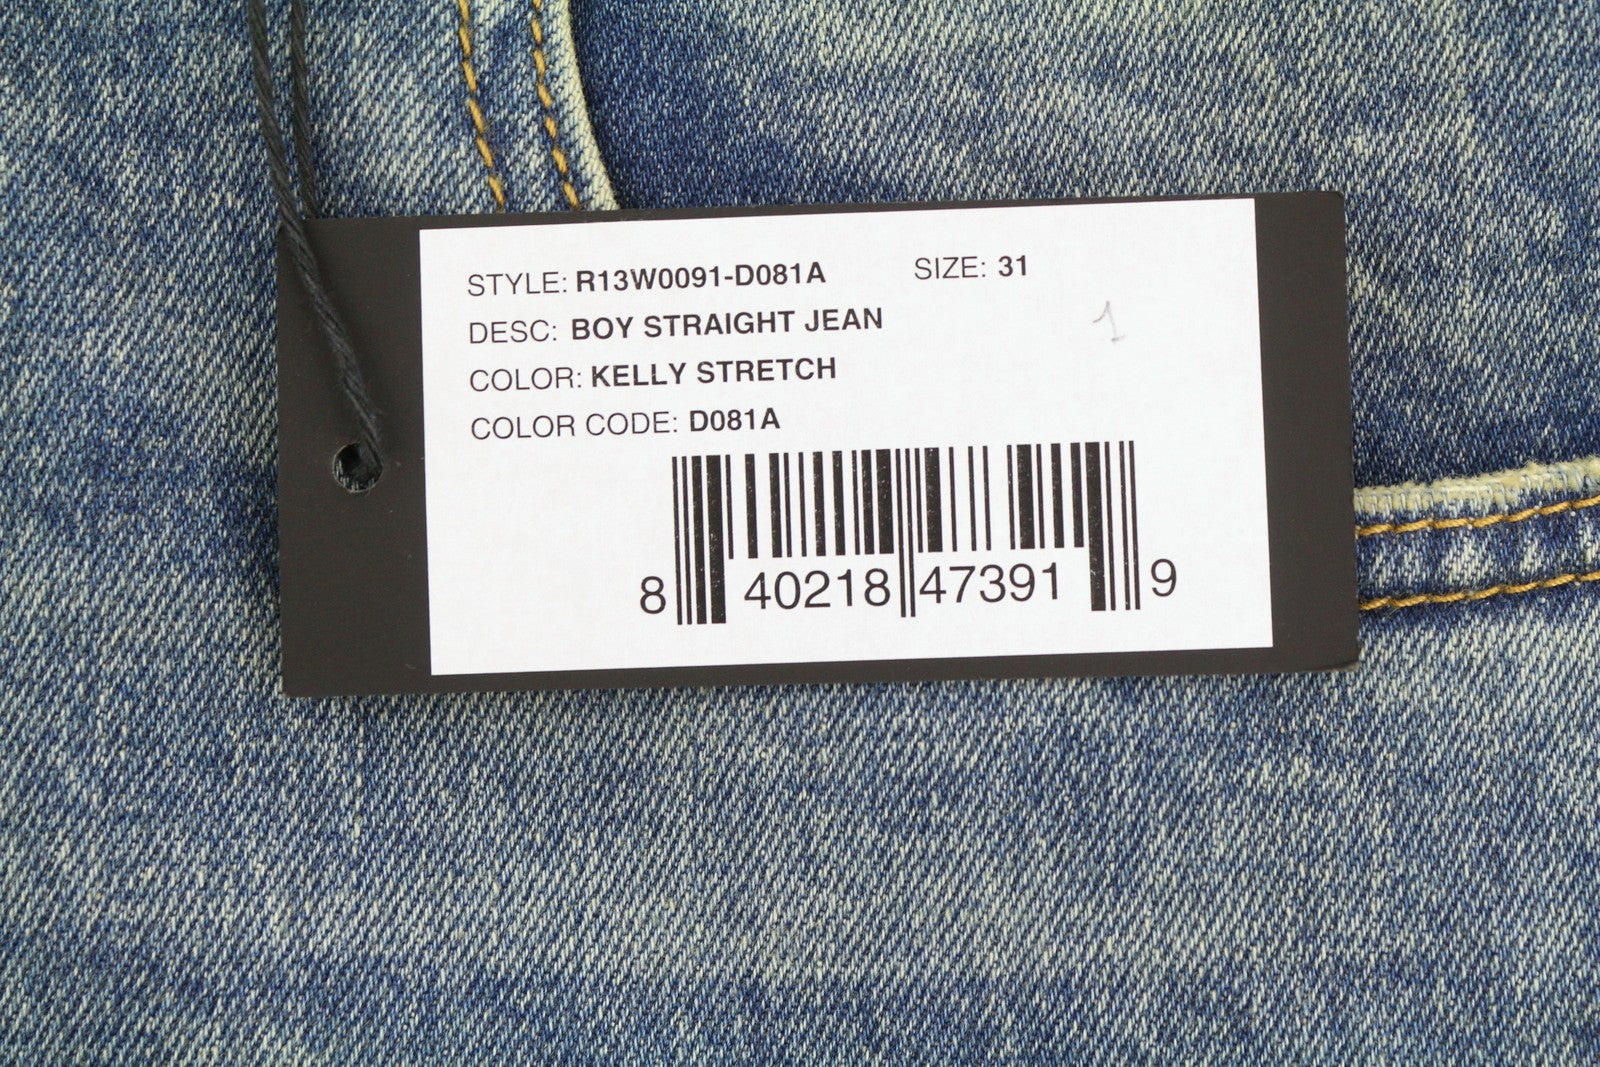 STYLE: R13W0091-D081A SIZE: 31
1
DESC: BOY STRAIGHT JEAN
COLOR: KELLY STRETCH
COLOR CODE: D081A
8 40218 47391 9